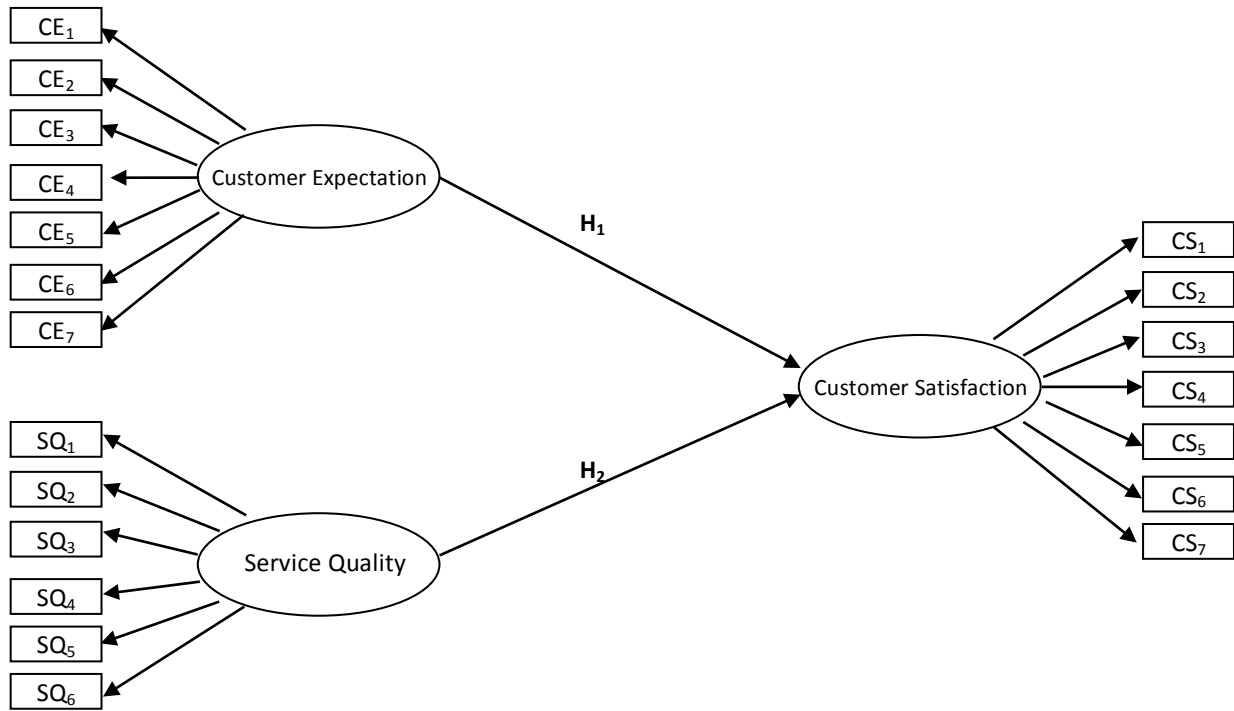 CE₁
CE₂
CE₃
CE₄
CE₅
CE₆
CE₇
Customer Expectation
H₁
CS₁
CS₂
CS₃
CS₄
CS₅
CS₆
CS₇
Customer Satisfaction
SQ₁
SQ₂
SQ₃
SQ₄
SQ₅
SQ₆
Service Quality
H₂